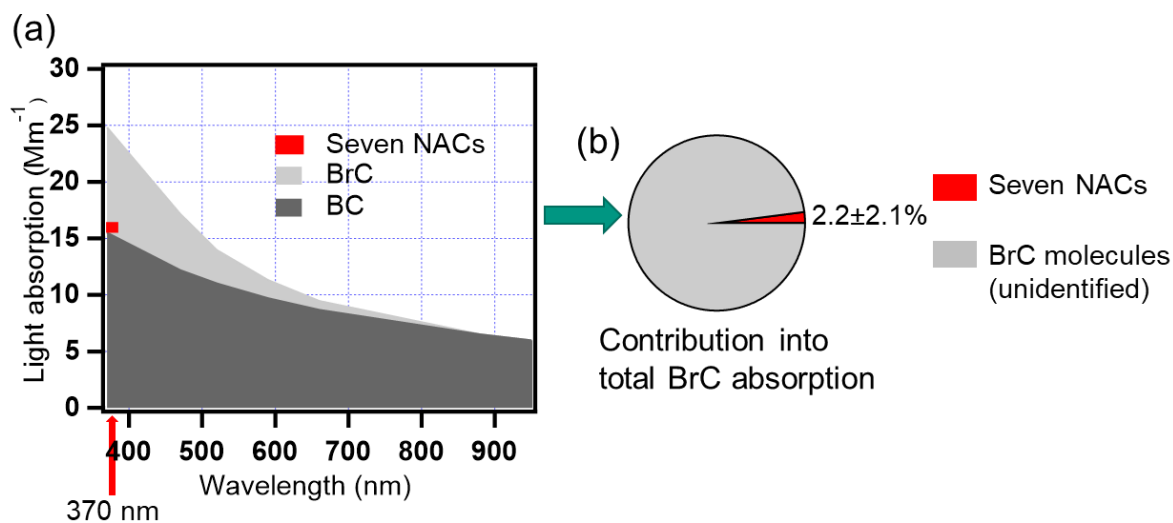 (a)
30
25
20
15
10
5
0
Light absorption (Mm⁻¹)
Seven NACs
BrC
BC
400 500 600 700 800 900
Wavelength (nm)
370 nm
(b)
2.2±2.1%
Contribution into
total BrC absorption
Seven NACs
BrC molecules
(unidentified)